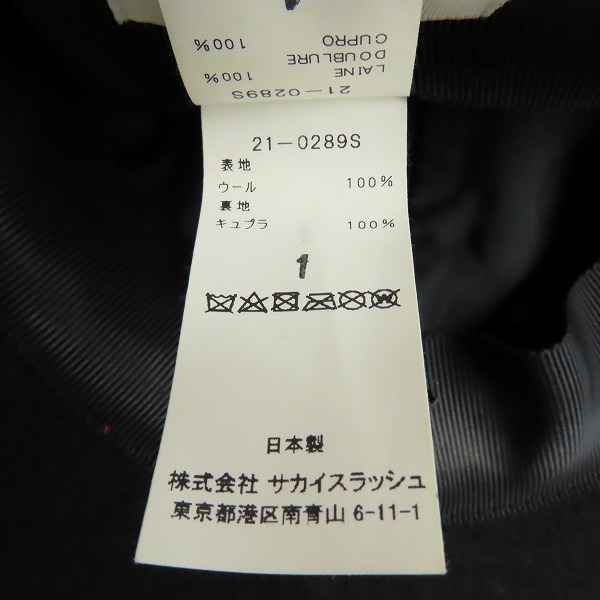 21-0289S
LAINE 100%
DOUBLURE
CUPRO 100%
21-0289S
表地
ウール 100%
裏地
キュプラ 100%
1
日本製
株式会社 サカイスラッシュ
東京都港区南青山 6-11-1